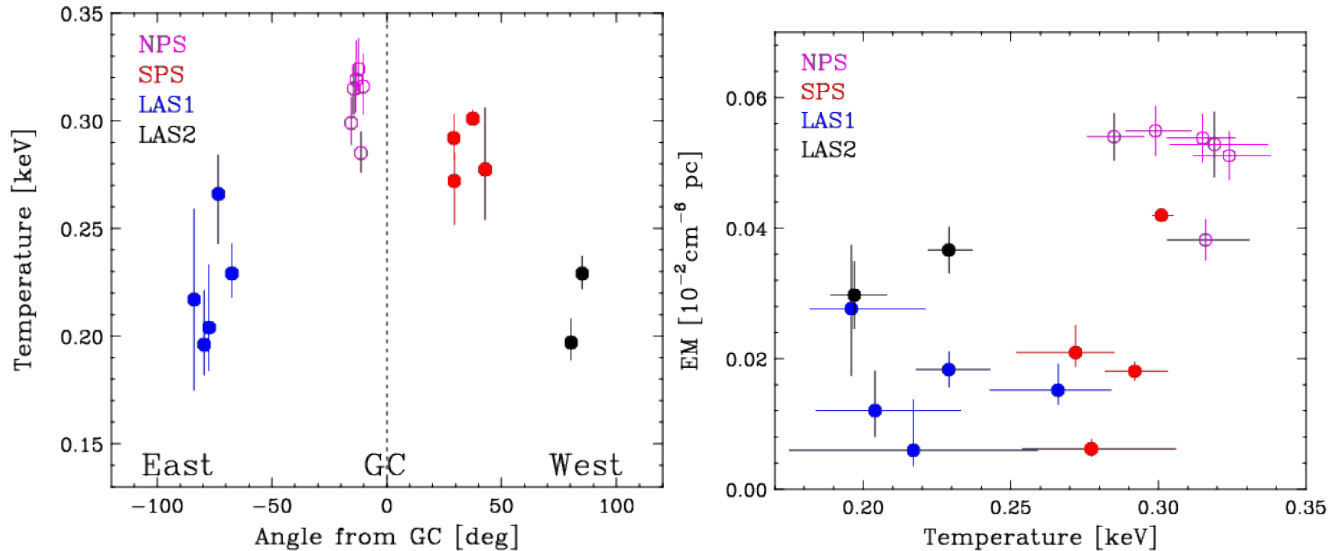 0.35
0.30
0.25
0.20
0.15
Temperature [keV]
NPS
SPS
LAS1
LAS2
East
GC
West
−100
−50
0
50
100
Angle from GC [deg]
0.06
0.04
0.02
0.00
EM [10⁻²cm⁻⁶ pc]
NPS
SPS
LAS1
LAS2
0.20
0.25
0.30
0.35
Temperature [keV]